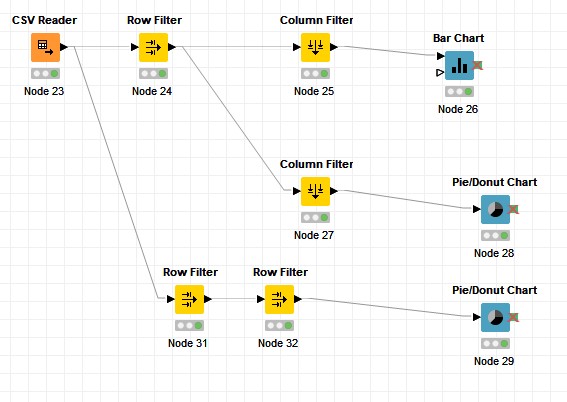 CSV Reader
Row Filter
Column Filter
Bar Chart
Node 23
Node 24
Node 25
Node 26
Column Filter
Pie/Donut Chart
Node 27
Node 28
Row Filter
Row Filter
Pie/Donut Chart
Node 31
Node 32
Node 29